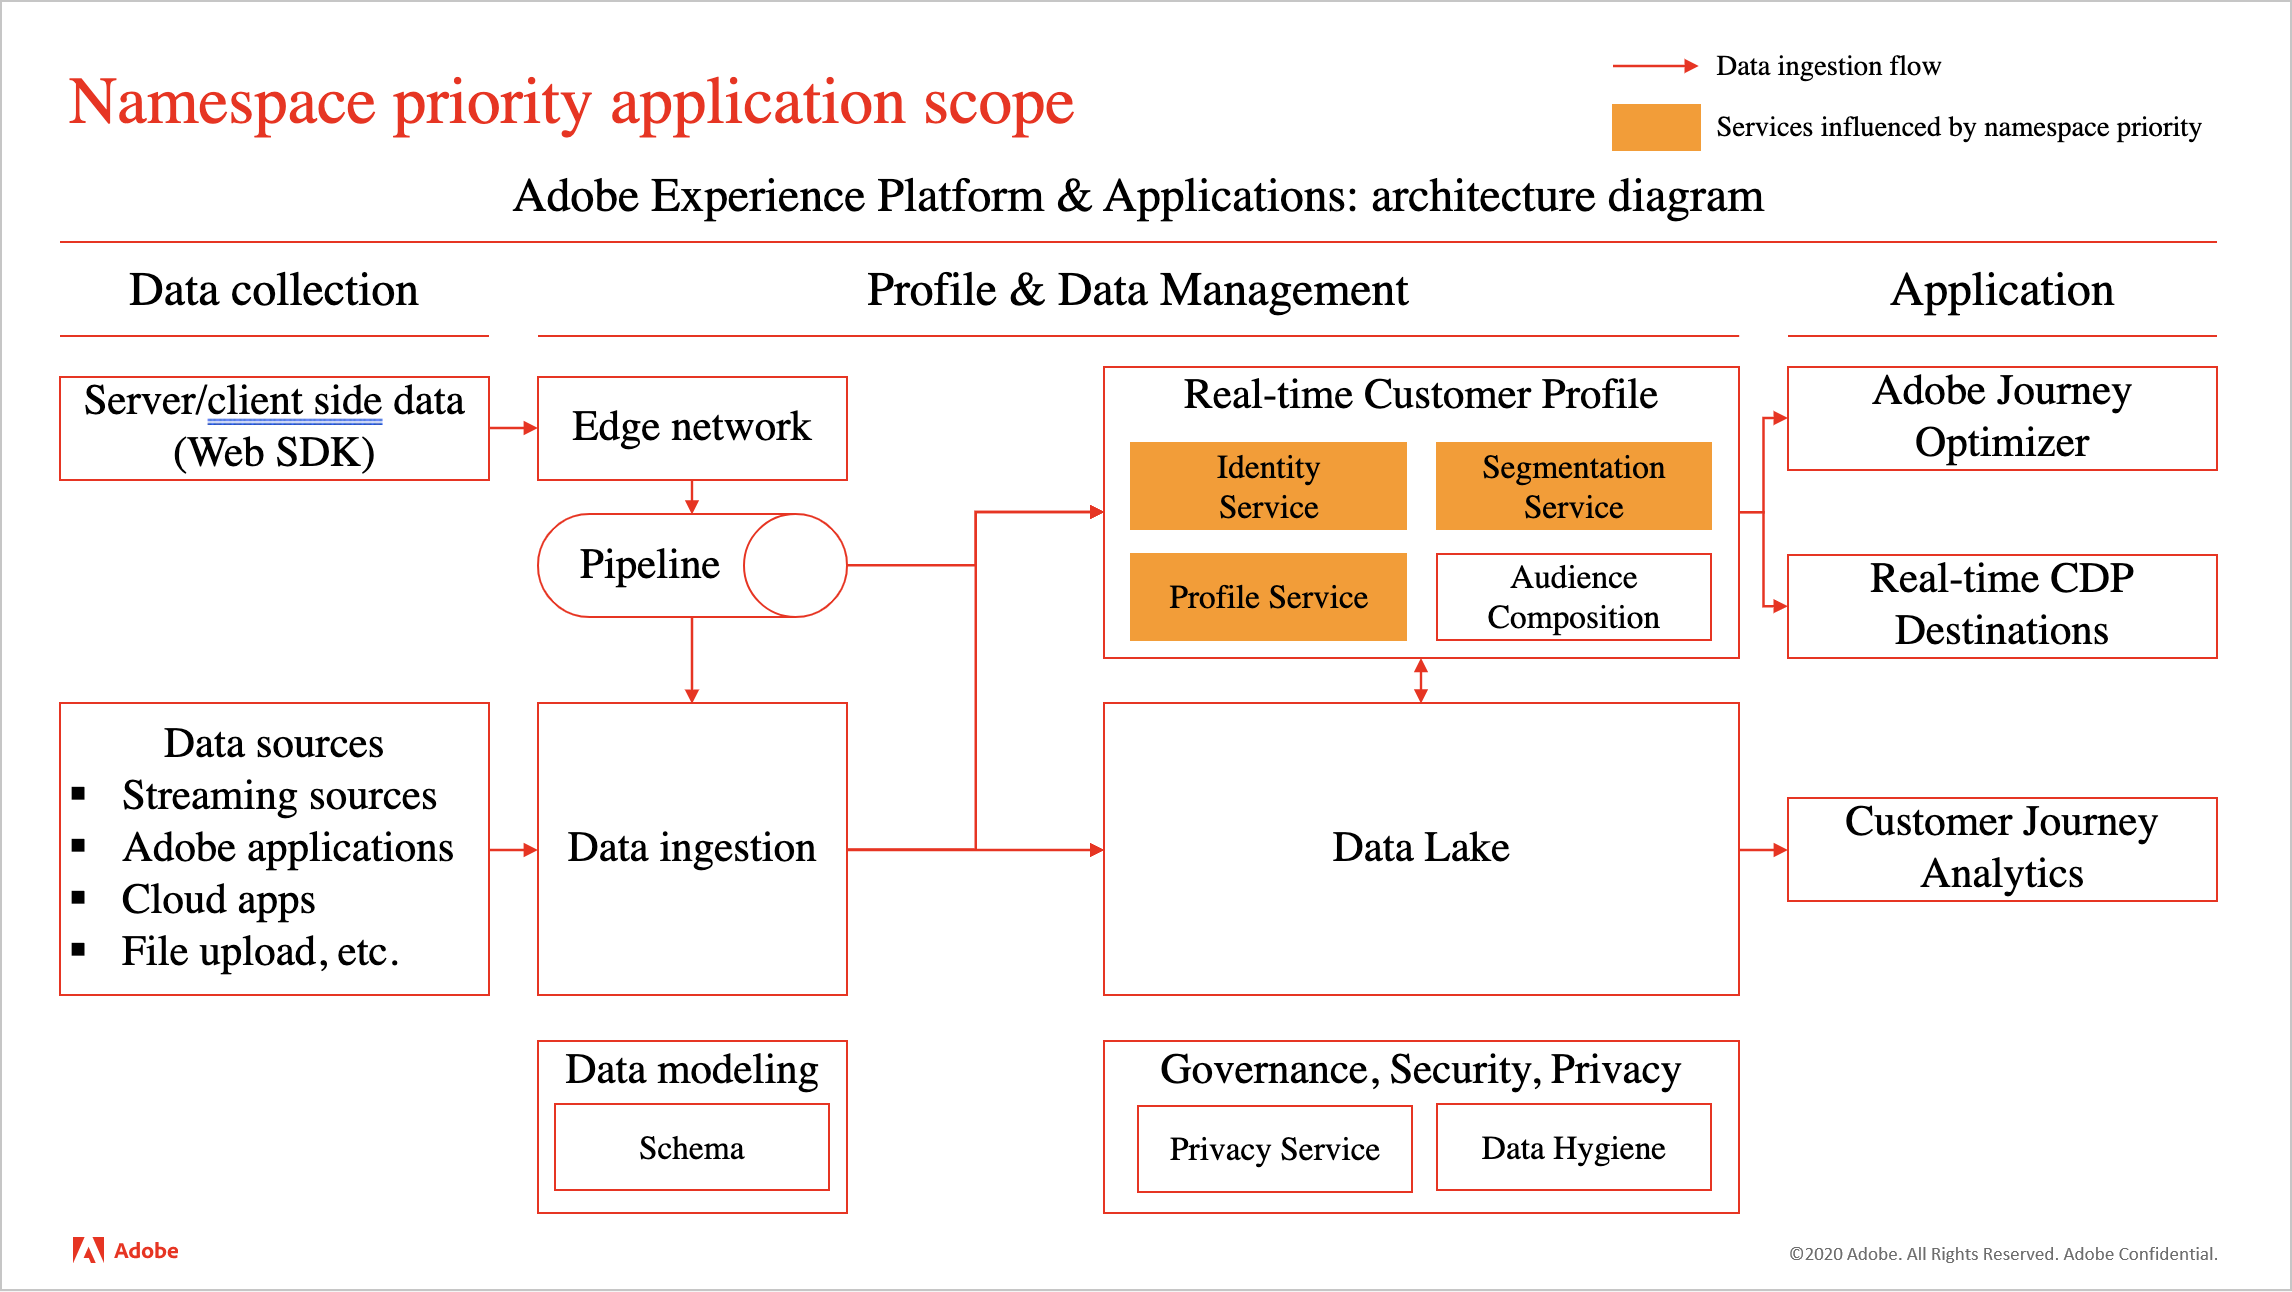 Namespace priority application scope
Data ingestion flow
Services influenced by namespace priority
Adobe Experience Platform & Applications: architecture diagram
Data collection
Profile & Data Management
Application
Server/client side data
(Web SDK)
Edge network
Pipeline
Real-time Customer Profile
Identity
Service
Segmentation
Service
Profile Service
Audience
Composition
Adobe Journey
Optimizer
Real-time CDP
Destinations
Data sources
▪ Streaming sources
▪ Adobe applications
▪ Cloud apps
▪ File upload, etc.
Data ingestion
Data Lake
Customer Journey
Analytics
Data modeling
Schema
Governance, Security, Privacy
Privacy Service
Data Hygiene
Adobe
©2020 Adobe. All Rights Reserved. Adobe Confidential.